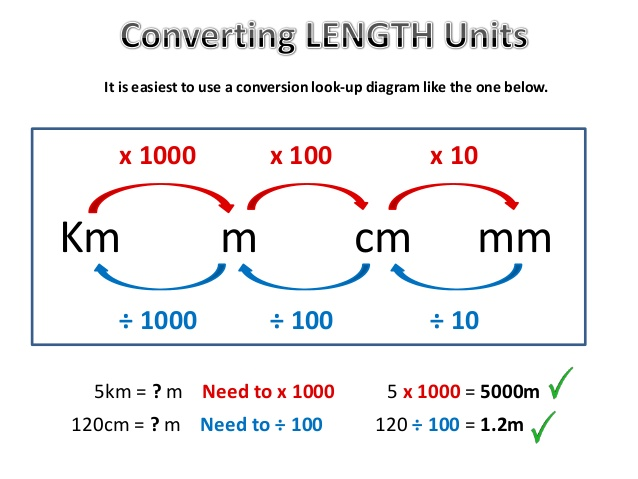 Converting LENGTH Units
It is easiest to use a conversion look-up diagram like the one below.
x 1000 x 100 x 10
Km m cm mm
÷ 1000 ÷ 100 ÷ 10
5km = ? m Need to x 1000 5 x 1000 = 5000m
120cm = ? m Need to ÷ 100 120 ÷ 100 = 1.2m